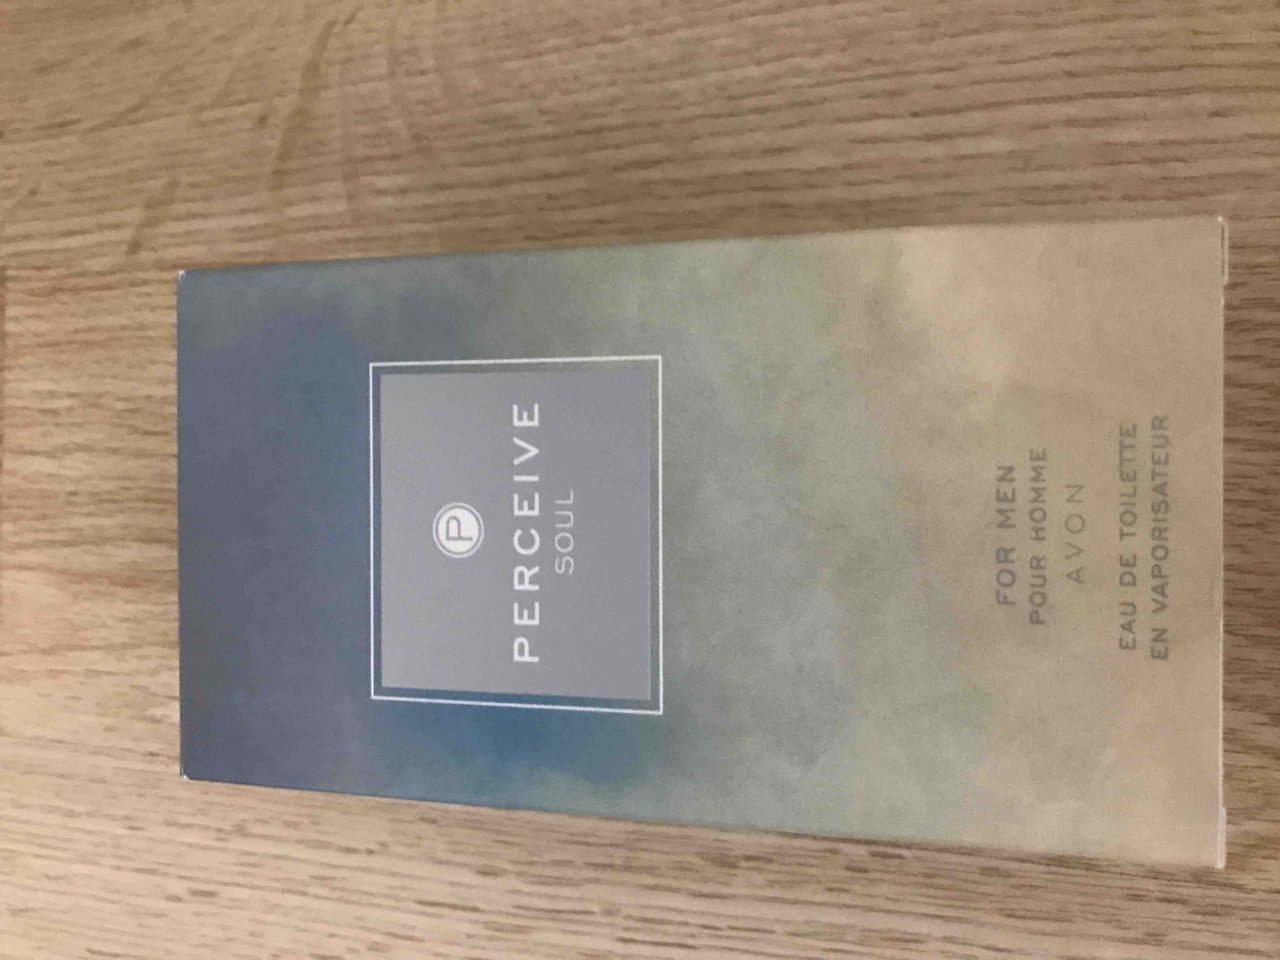 P
PERCEIVE
SOUL
FOR MEN
POUR HOMME
AVON
EAU DE TOILETTE
EN VAPORISATEUR